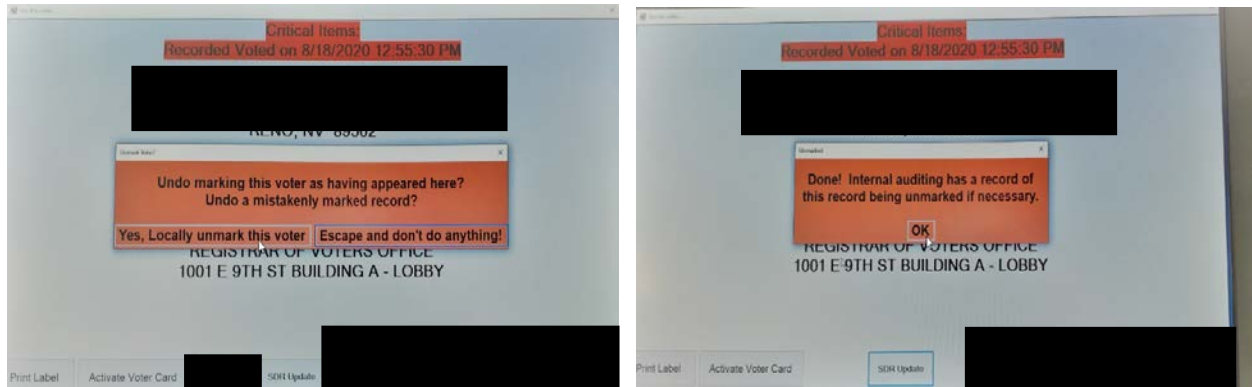 Critical Items:
Recorded Voted on 8/18/2020 12:55:30 PM
RENO, NV 89502
Unmark Voter?
Undo marking this voter as having appeared here?
Undo a mistakenly marked record?
Yes, Locally unmark this voter
Escape and don't do anything!
REGISTRAR OF VOTERS OFFICE
1001 E 9TH ST BUILDING A - LOBBY
Print Label
Activate Voter Card
SDR Update
Critical Items:
Recorded Voted on 8/18/2020 12:55:30 PM
Unmarked
Done! Internal auditing has a record of
this record being unmarked if necessary.
OK
REGISTRAR OF VOTERS OFFICE
1001 E 9TH ST BUILDING A - LOBBY
Print Label
Activate Voter Card
SDR Update